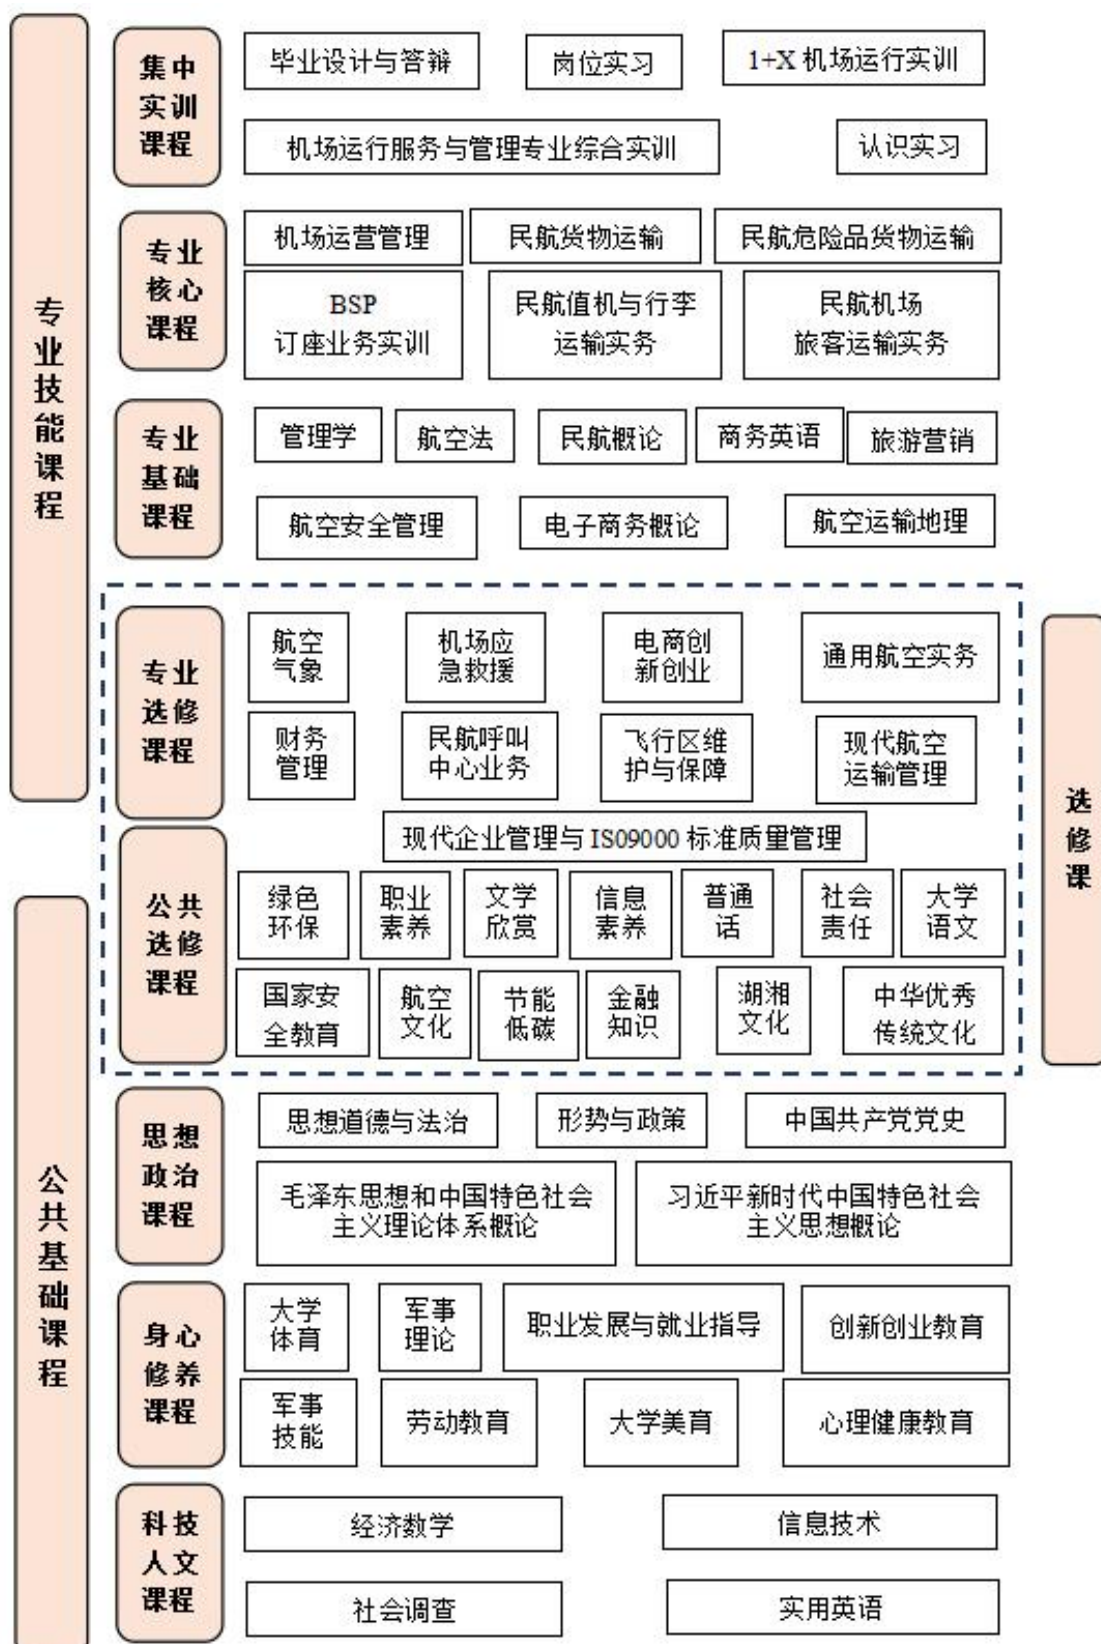 专业技能课程
集中
实训
课程
毕业设计与答辩
岗位实习
1+X 机场运行实训
机场运行服务与管理专业综合实训
认识实习
专业
核心
课程
机场运营管理
民航货物运输
民航危险品货物运输
BSP
订座业务实训
民航值机与行李
运输实务
民航机场
旅客运输实务
专业
基础
课程
管理学
航空法
民航概论
商务英语
旅游营销
航空安全管理
电子商务概论
航空运输地理
选修课
专业
选修
课程
航空
气象
机场应
急救援
电商创
新创业
通用航空实务
财务
管理
民航呼叫
中心业务
飞行区维
护与保障
现代航空
运输管理
现代企业管理与 IS09000 标准质量管理
公共基础课程
公共
选修
课程
绿色
环保
职业
素养
文学
欣赏
信息
素养
普通
话
社会
责任
大学
语文
国家安
全教育
航空
文化
节能
低碳
金融
知识
湖湘
文化
中华优秀
传统文化
思想
政治
课程
思想道德与法治
形势与政策
中国共产党党史
毛泽东思想和中国特色社会
主义理论体系概论
习近平新时代中国特色社会
主义思想概论
身心
修养
课程
大学
体育
军事
理论
职业发展与就业指导
创新创业教育
军事
技能
劳动教育
大学美育
心理健康教育
科技
人文
课程
经济数学
信息技术
社会调查
实用英语